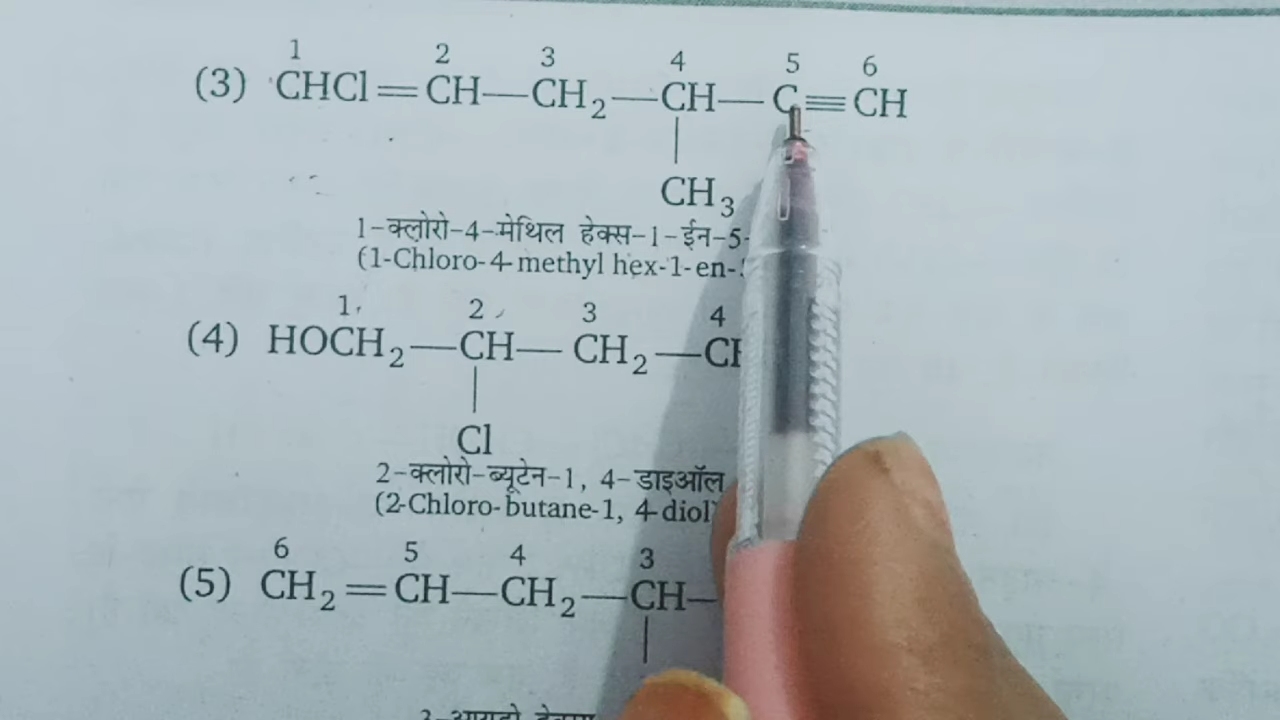 1 2 3 4 5 6
(3) CHCl=CH—CH₂—CH—C≡CH
|
CH₃
1-क्लोरो-4-मेथिल हेक्स-1-ईन-5-
(1-Chloro-4-methyl hex-1-en-
1, 2 3 4
(4) HOCH₂—CH—CH₂—CH
|
Cl
2-क्लोरो-ब्यूटेन-1, 4-डाइऑल
(2-Chloro-butane-1, 4-diol)
6 5 4 3
(5) CH₂=CH—CH₂—CH—
|